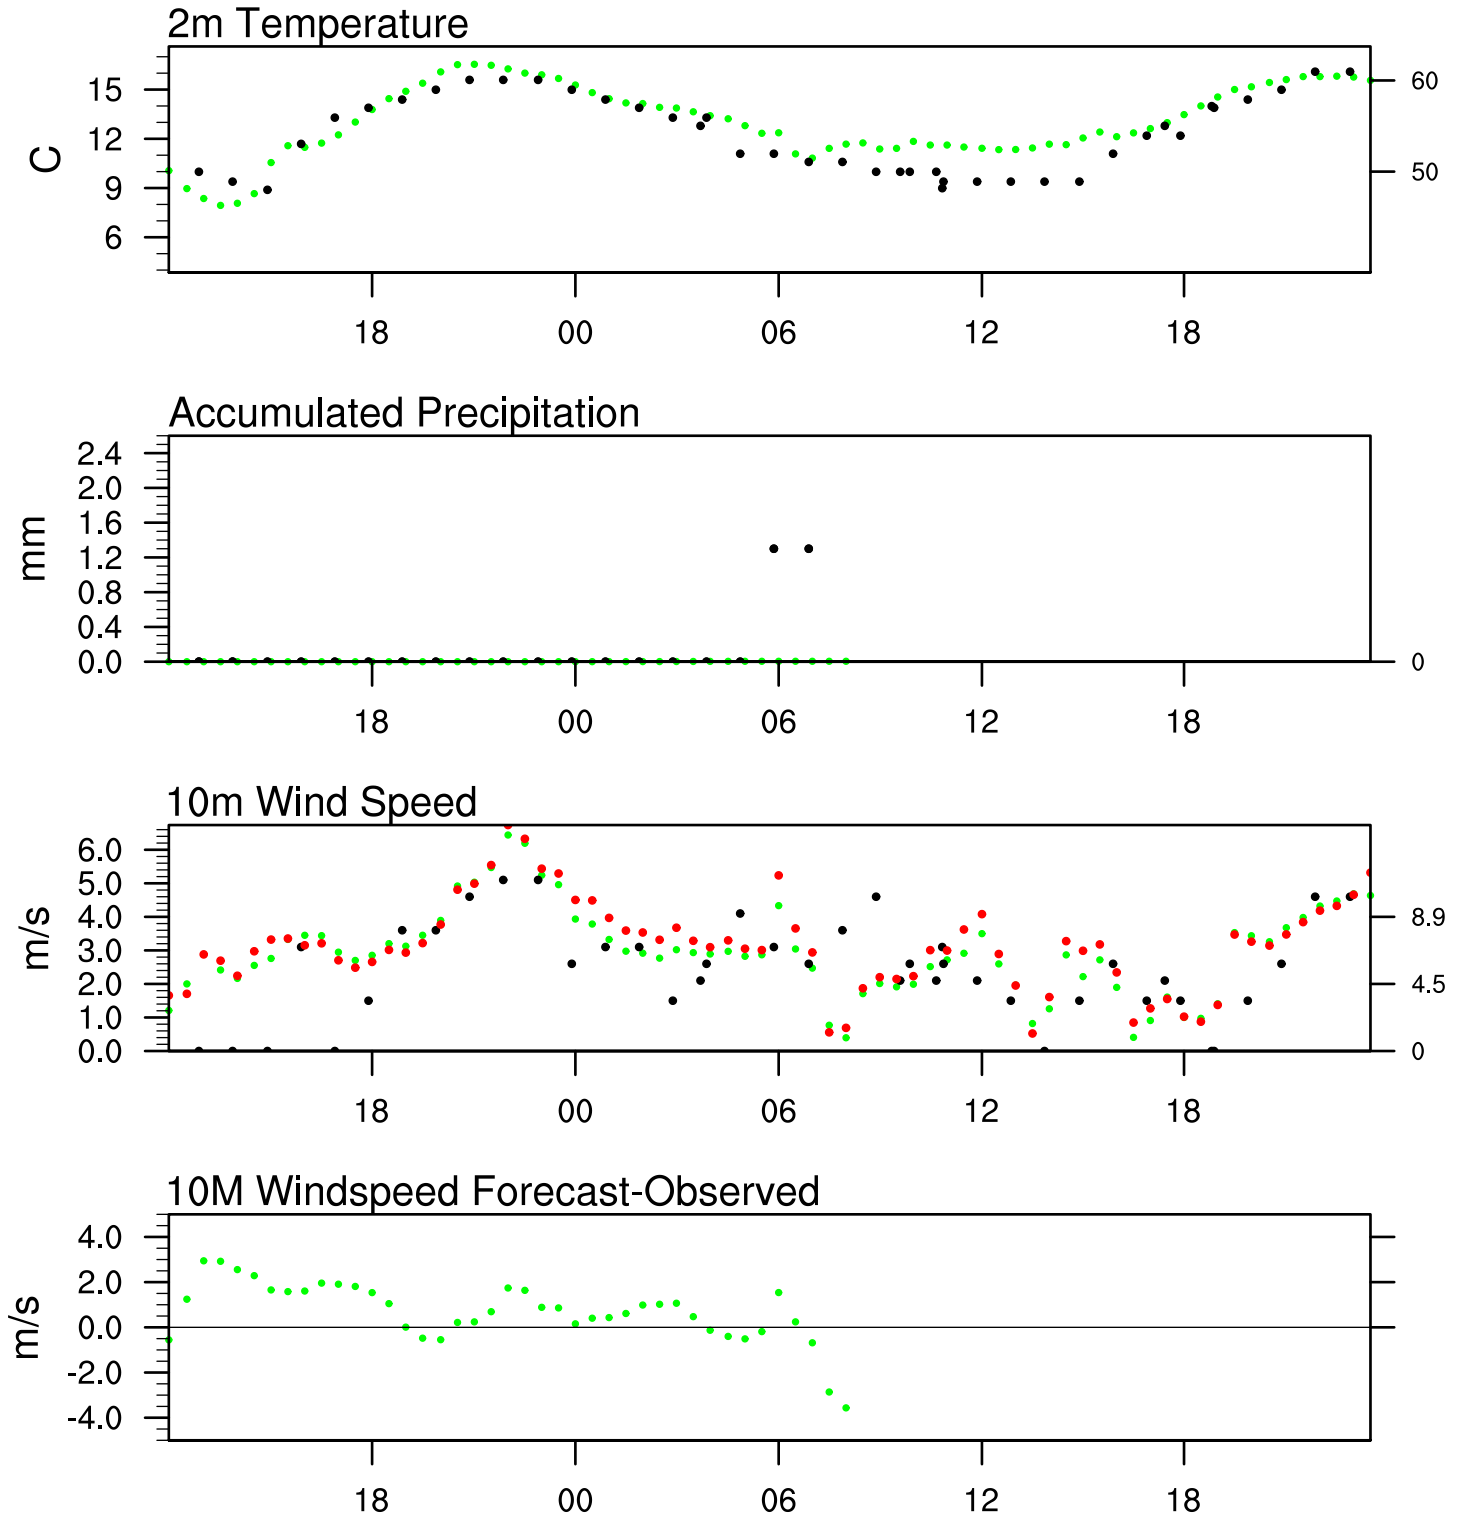 2m Temperature
15
12
9
6
C
60
50
18 00 06 12 18
Accumulated Precipitation
2.4
2.0
1.6
1.2
0.8
0.4
0.0
mm
0
18 00 06 12 18
10m Wind Speed
6.0
5.0
4.0
3.0
2.0
1.0
0.0
m/s
8.9
4.5
0
18 00 06 12 18
10M Windspeed Forecast-Observed
4.0
2.0
0.0
-2.0
-4.0
m/s
18 00 06 12 18